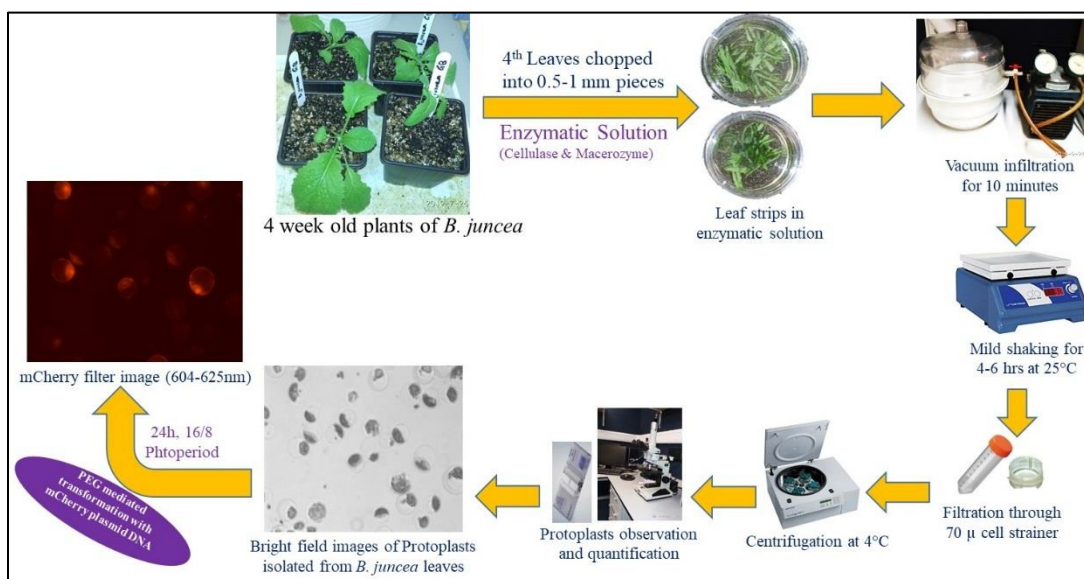 4th Leaves chopped
into 0.5-1 mm pieces
Enzymatic Solution
(Cellulase & Macerozyme)
4 week old plants of B. juncea
Leaf strips in
enzymatic solution
Vacuum infiltration
for 10 minutes
Mild shaking for
4-6 hrs at 25°C
Filtration through
70 µ cell strainer
Centrifugation at 4°C
Protoplasts observation
and quantification
Bright field images of Protoplasts
isolated from B. juncea leaves
24h, 16/8
Phtoperiod
PEG mediated
transformation with
mCherry plasmid DNA
mCherry filter image (604-625nm)